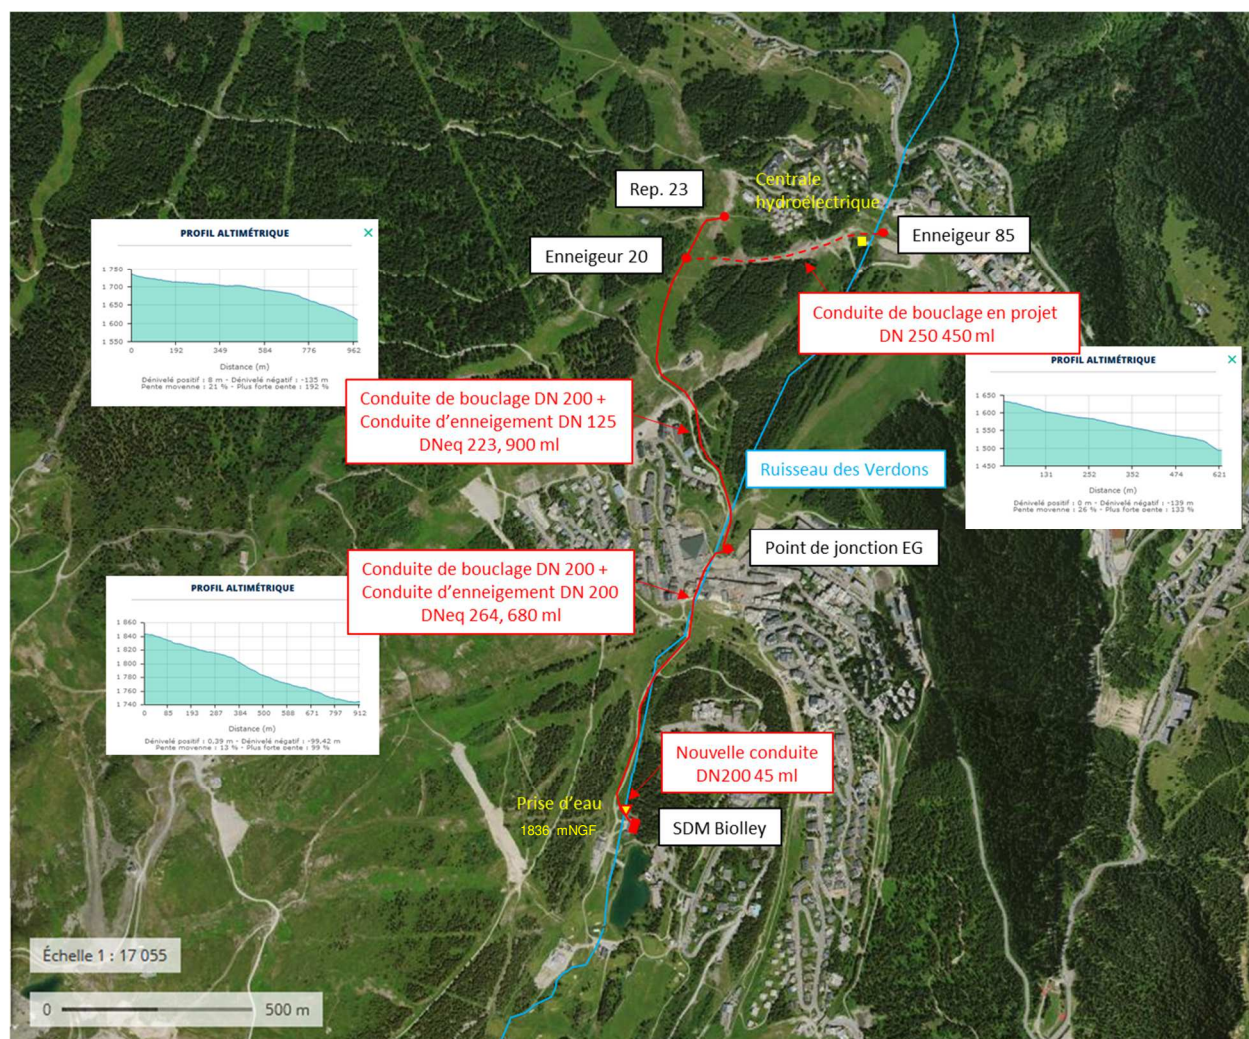 Rep. 23
Centrale
hydroélectrique
Enneigeur 20
Enneigeur 85
PROFIL ALTIMÉTRIQUE
1 750
1 700
1 650
1 600
1 550
0 192 349 584 776 962
Distance (m)
Dénivelé positif : 8 m - Dénivelé négatif : -135 m
Pente moyenne : 21 % - Plus forte pente : 192 %
Conduite de bouclage en projet
DN 250 450 ml
PROFIL ALTIMÉTRIQUE
1 650
1 600
1 550
1 500
1 450
131 252 352 474 621
Distance (m)
Dénivelé positif : 0 m - Dénivelé négatif : -139 m
Pente moyenne : 26 % - Plus forte pente : 133 %
Conduite de bouclage DN 200 +
Conduite d’enneigement DN 125
DNeq 223, 900 ml
Ruisseau des Verdons
Point de jonction EG
Conduite de bouclage DN 200 +
Conduite d’enneigement DN 200
DNeq 264, 680 ml
PROFIL ALTIMÉTRIQUE
1 860
1 840
1 820
1 800
1 780
1 760
1 740
0 85 193 287 384 500 588 671 797 912
Distance (m)
Dénivelé positif : 0,39 m - Dénivelé négatif : -99,42 m
Pente moyenne : 13 % - Plus forte pente : 99 %
Nouvelle conduite
DN200 45 ml
Prise d’eau
1836 mNGF
SDM Biolley
Échelle 1 : 17 055
0 500 m